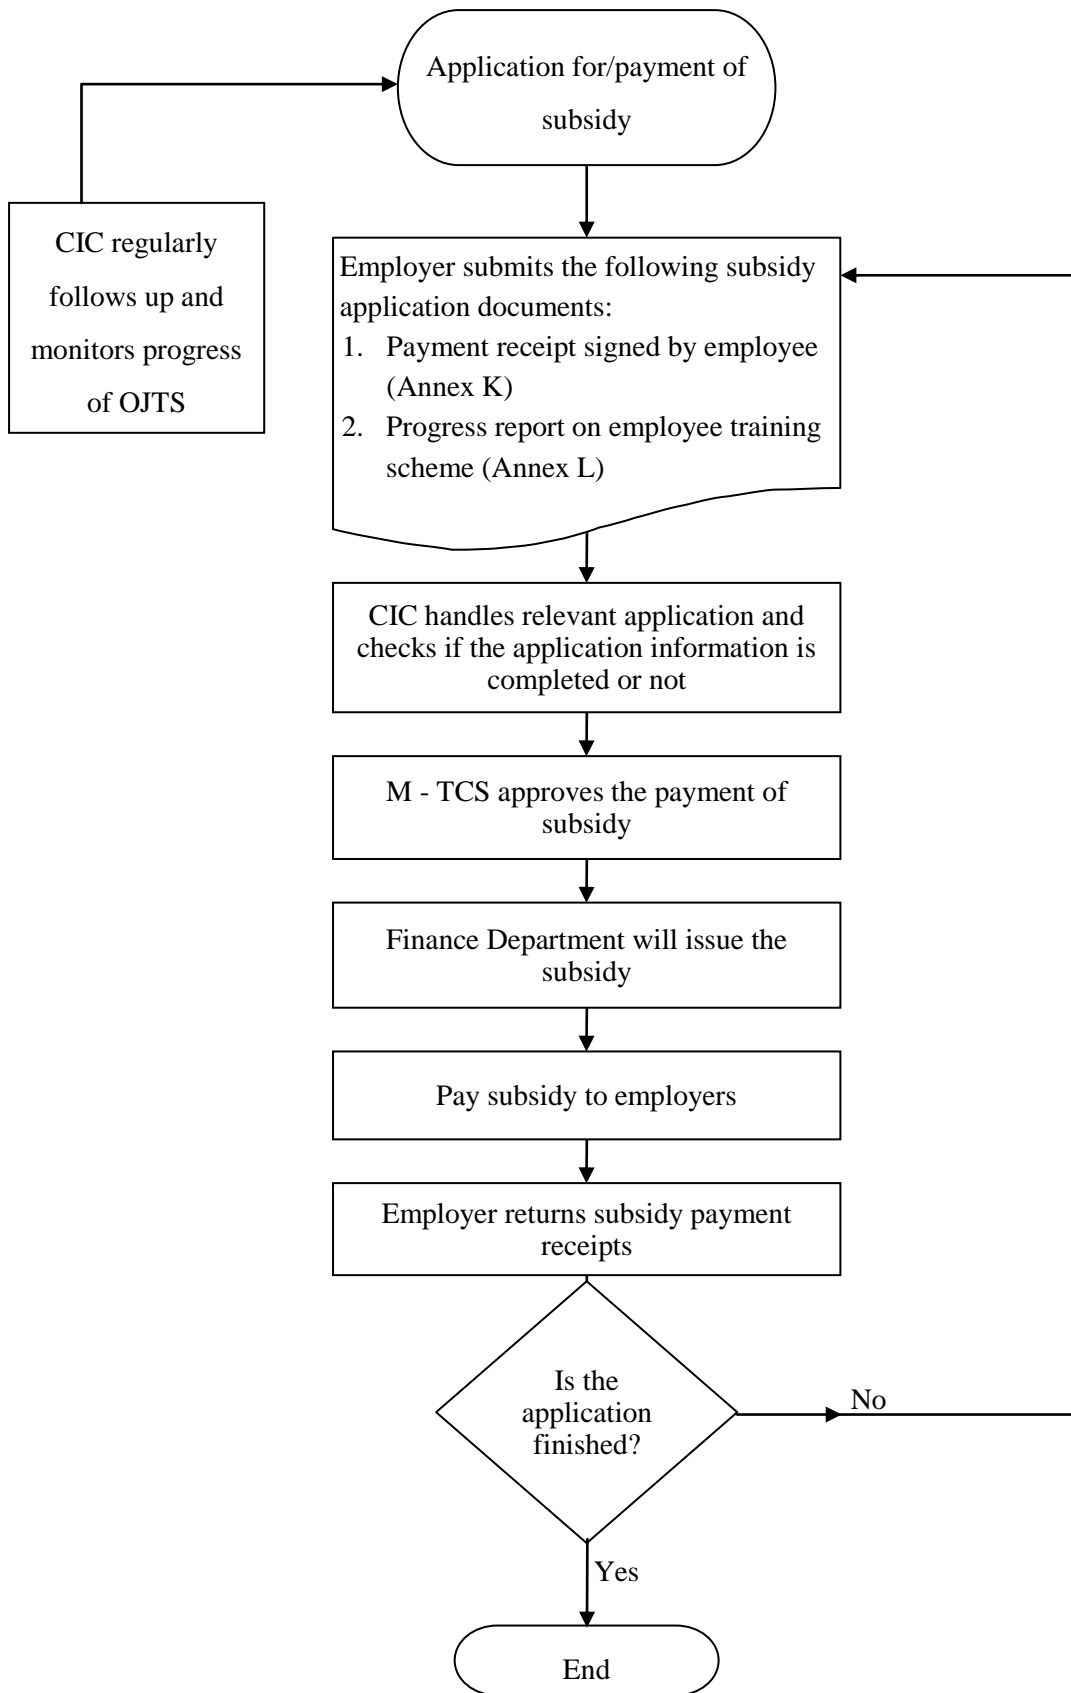 Application for/payment of
subsidy
CIC regularly
follows up and
monitors progress
of OJTS
Employer submits the following subsidy
application documents:
1. Payment receipt signed by employee
(Annex K)
2. Progress report on employee training
scheme (Annex L)
CIC handles relevant application and
checks if the application information is
completed or not
M - TCS approves the payment of
subsidy
Finance Department will issue the
subsidy
Pay subsidy to employers
Employer returns subsidy payment
receipts
Is the
application
finished?
No
Yes
End